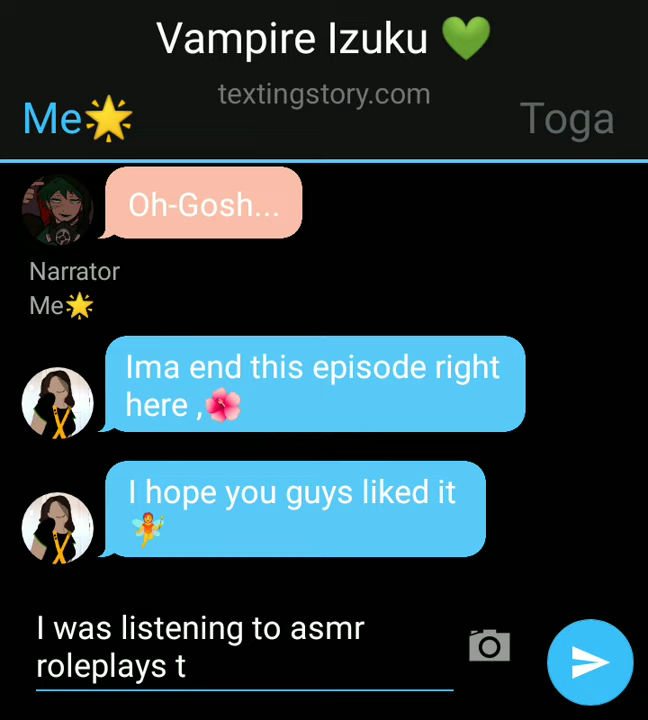 Vampire Izuku 💚
textingstory.com
Me🌟 Toga
Oh-Gosh...
Narrator
Me🌟
Ima end this episode right
here ,🌺
I hope you guys liked it
🧚
I was listening to asmr
roleplays t